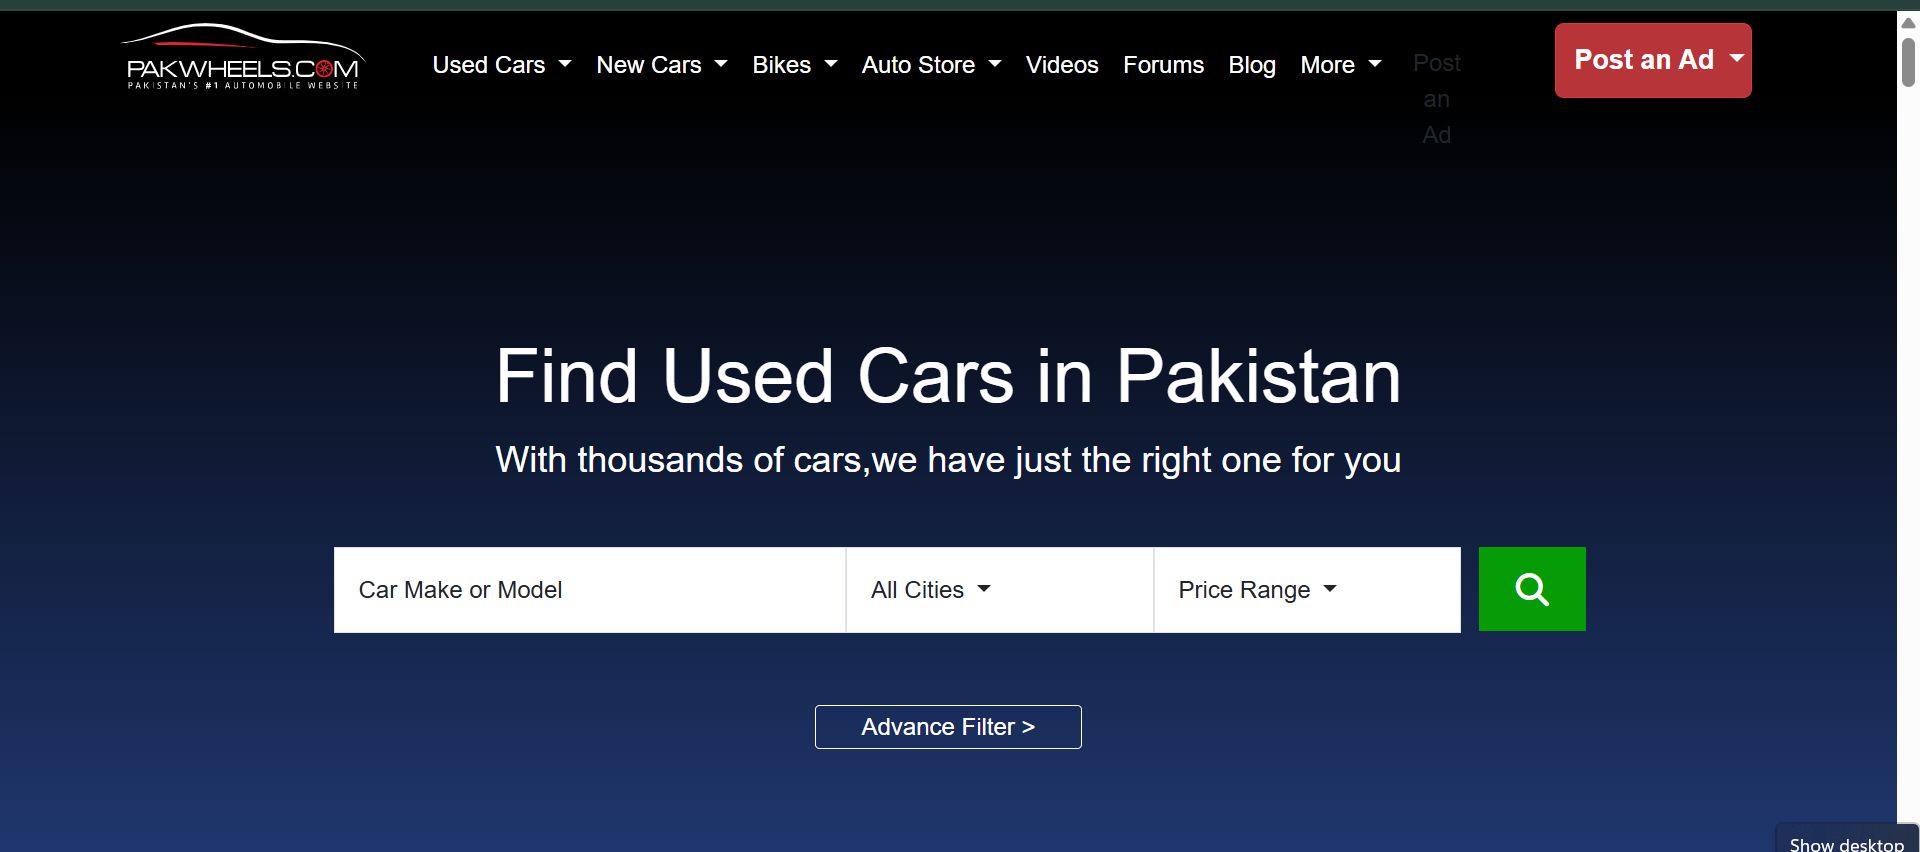 PAKWHEELS.COM
PAKISTAN'S #1 AUTOMOBILE WEBSITE
Used Cars New Cars Bikes Auto Store Videos Forums Blog More
Post
an
Ad
Post an Ad
Find Used Cars in Pakistan
With thousands of cars,we have just the right one for you
Car Make or Model All Cities Price Range
Advance Filter >
Show desktop